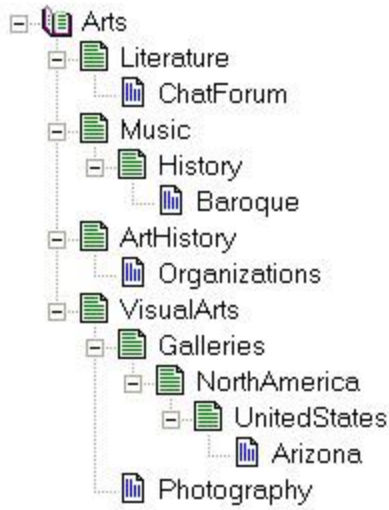 Arts
Literature
ChatForum
Music
History
Baroque
ArtHistory
Organizations
VisualArts
Galleries
NorthAmerica
UnitedStates
Arizona
Photography